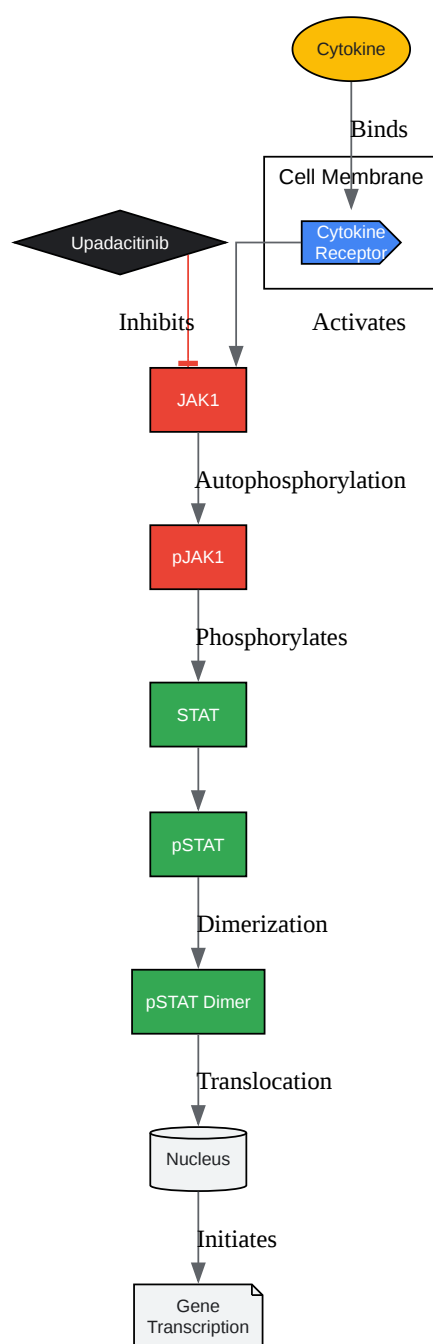 Cytokine
Binds
Cell Membrane
Upadacitinib
Cytokine
Receptor
Inhibits
Activates
JAK1
Autophosphorylation
pJAK1
Phosphorylates
STAT
pSTAT
Dimerization
pSTAT Dimer
Translocation
Nucleus
Initiates
Gene
Transcription